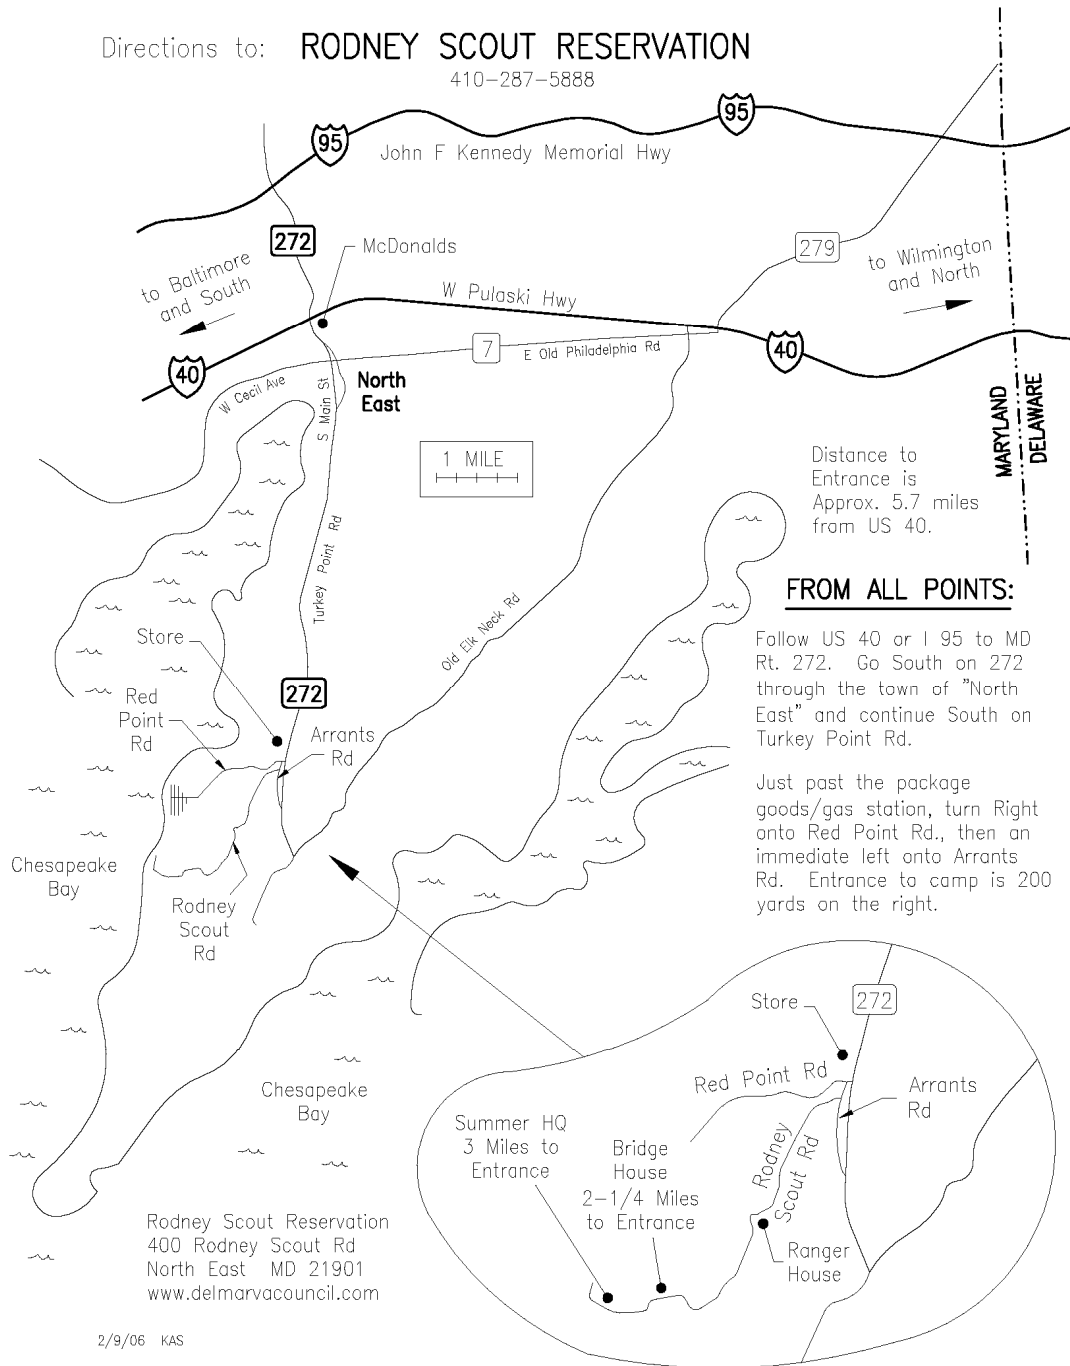 Directions to: RODNEY SCOUT RESERVATION
410-287-5888
95
95
John F Kennedy Memorial Hwy
272
McDonalds
279
to Baltimore
and South
to Wilmington
and North
W Pulaski Hwy
40
7
E Old Philadelphia Rd
40
W Cecil Ave
S Main St
North
East
MARYLAND
DELAWARE
1 MILE
Distance to
Entrance is
Approx. 5.7 miles
from US 40.
Turkey Point Rd
Old Elk Neck Rd
FROM ALL POINTS:
Follow US 40 or I 95 to MD
Rt. 272. Go South on 272
through the town of "North
East" and continue South on
Turkey Point Rd.
Just past the package
goods/gas station, turn Right
onto Red Point Rd., then an
immediate left onto Arrants
Rd. Entrance to camp is 200
yards on the right.
Store
272
Red
Point
Rd
Arrants
Rd
Chesapeake
Bay
Rodney
Scout
Rd
Chesapeake
Bay
Store
272
Red Point Rd
Arrants
Rd
Summer HQ
3 Miles to
Entrance
Bridge
House
2-1/4 Miles
to Entrance
Rodney
Scout Rd
Ranger
House
Rodney Scout Reservation
400 Rodney Scout Rd
North East MD 21901
www.delmarvacouncil.com
2/9/06 KAS